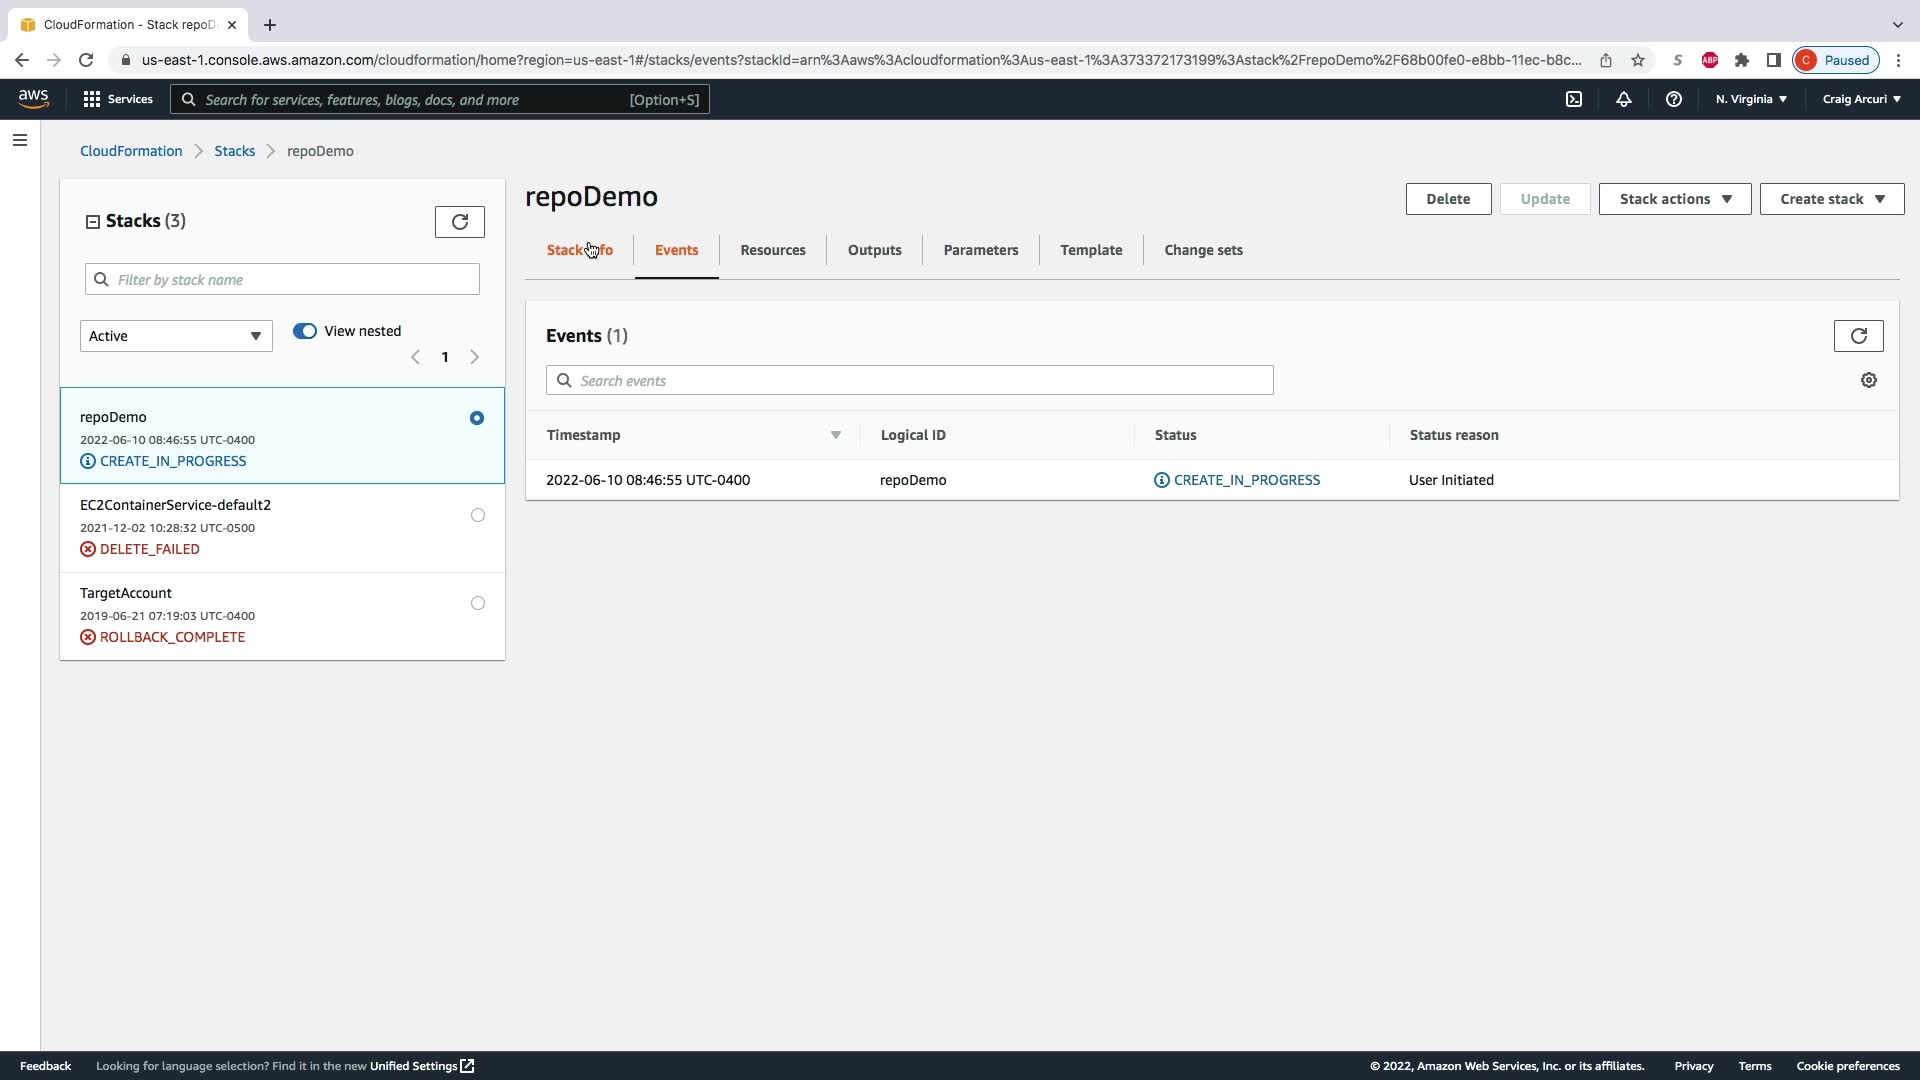 CloudFormation - Stack repoD
us-east-1.console.aws.amazon.com/cloudformation/home?region=us-east-1#/stacks/events?stackId=arn%3Aaws%3Acloudformation%3Aus-east-1%3A373372173199%3Astack%2FrepoDemo%2F68b00fe0-e8bb-11ec-b8c...
S
ABP
C Paused
aws
Services
Search for services, features, blogs, docs, and more [Option+S]
N. Virginia
Craig Arcuri
CloudFormation > Stacks > repoDemo
Stacks (3)
Filter by stack name
Active
View nested
1
repoDemo
2022-06-10 08:46:55 UTC-0400
CREATE_IN_PROGRESS
EC2ContainerService-default2
2021-12-02 10:28:32 UTC-0500
DELETE_FAILED
TargetAccount
2019-06-21 07:19:03 UTC-0400
ROLLBACK_COMPLETE
repoDemo
Delete
Update
Stack actions
Create stack
Stack info
Events
Resources
Outputs
Parameters
Template
Change sets
Events (1)
Search events
Timestamp Logical ID Status Status reason
2022-06-10 08:46:55 UTC-0400 repoDemo CREATE_IN_PROGRESS User Initiated
Feedback
Looking for language selection? Find it in the new Unified Settings
© 2022, Amazon Web Services, Inc. or its affiliates.
Privacy
Terms
Cookie preferences